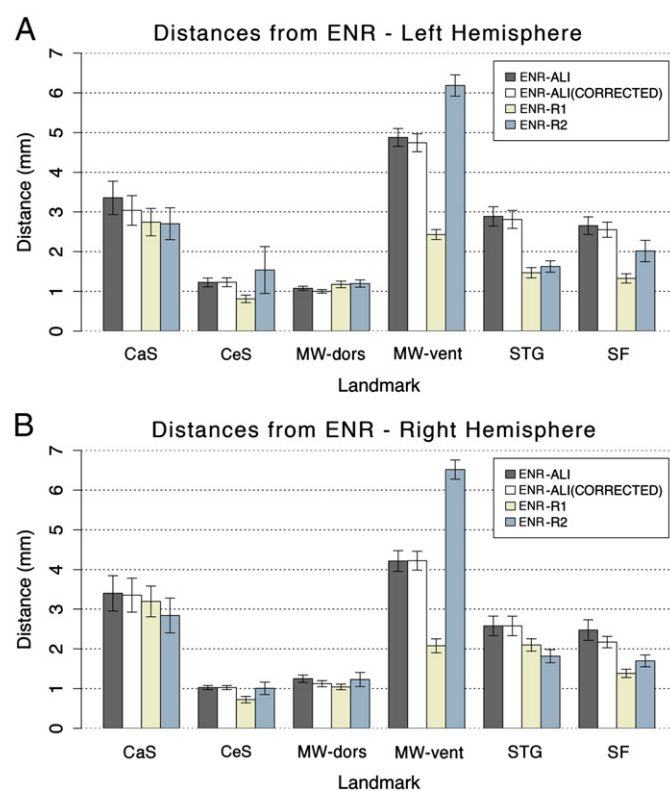 A
Distances from ENR - Left Hemisphere
Distance (mm)
7
6
5
4
3
2
1
0
ENR-ALI
ENR-ALI(CORRECTED)
ENR-R1
ENR-R2
CaS CeS MW-dors MW-vent STG SF
Landmark
B
Distances from ENR - Right Hemisphere
Distance (mm)
7
6
5
4
3
2
1
0
ENR-ALI
ENR-ALI(CORRECTED)
ENR-R1
ENR-R2
CaS CeS MW-dors MW-vent STG SF
Landmark